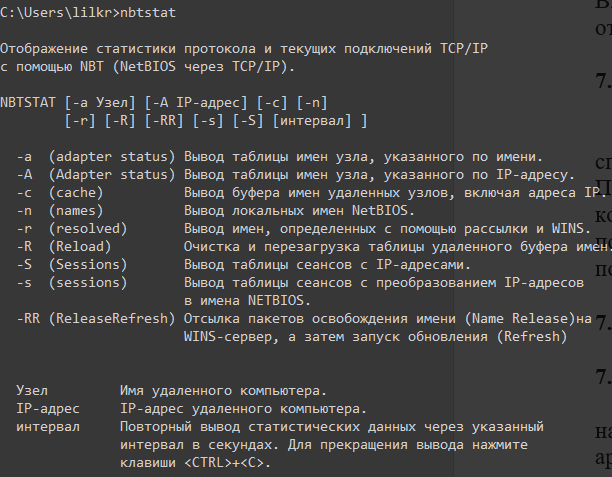 C:\Users\lilkr>nbtstat
Отображение статистики протокола и текущих подключений TCP/IP
с помощью NBT (NetBIOS через TCP/IP).
NBTSTAT [-a Узел] [-A IP-адрес] [-c] [-n]
[-r] [-R] [-RR] [-s] [-S] [интервал] ]
-a (adapter status) Вывод таблицы имен узла, указанного по имени.
-A (Adapter status) Вывод таблицы имен узла, указанного по IP-адресу.
-c (cache) Вывод буфера имен удаленных узлов, включая адреса IP.
-n (names) Вывод локальных имен NetBIOS.
-r (resolved) Вывод имен, определенных с помощью рассылки и WINS.
-R (Reload) Очистка и перезагрузка таблицы удаленного буфера имен.
-S (Sessions) Вывод таблицы сеансов с IP-адресами.
-s (sessions) Вывод таблицы сеансов с преобразованием IP-адресов
в имена NETBIOS.
-RR (ReleaseRefresh) Отсылка пакетов освобождения имени (Name Release)на
WINS-сервер, а затем запуск обновления (Refresh)
Узел Имя удаленного компьютера.
IP-адрес IP-адрес удаленного компьютера.
интервал Повторный вывод статистических данных через указанный
интервал в секундах. Для прекращения вывода нажмите
клавиши <CTRL>+<C>.
7.
7.
7.